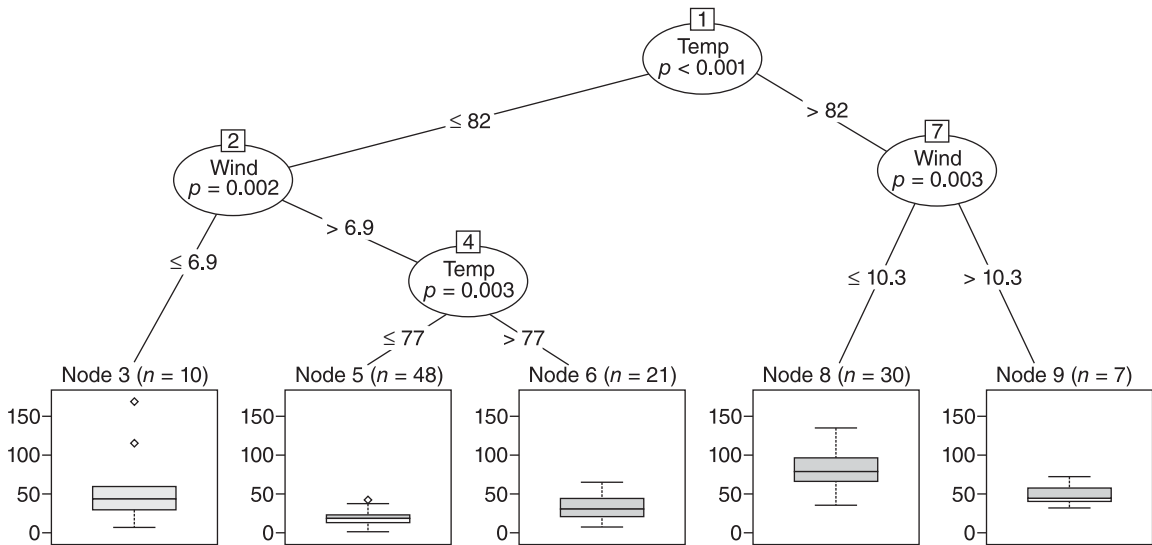 1
Temp
p < 0.001
≤ 82
> 82
2
Wind
p = 0.002
7
Wind
p = 0.003
≤ 6.9
> 6.9
4
Temp
p = 0.003
≤ 10.3
> 10.3
≤ 77
> 77
Node 3 (n = 10)
150
100
50
0
Node 5 (n = 48)
150
100
50
0
Node 6 (n = 21)
150
100
50
0
Node 8 (n = 30)
150
100
50
0
Node 9 (n = 7)
150
100
50
0